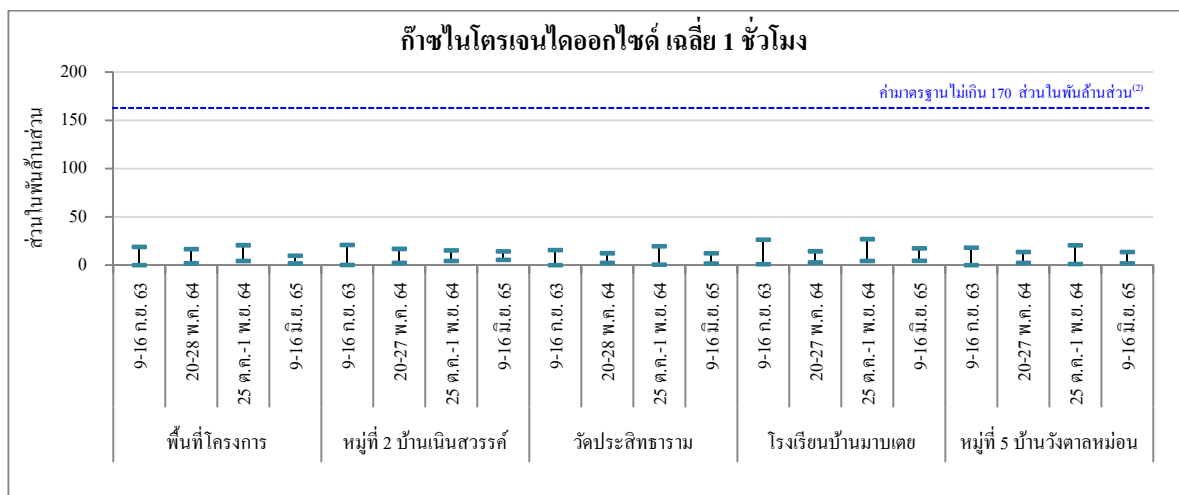 ก๊าซไนโตรเจนไดออกไซด์ เฉลี่ย 1 ชั่วโมง
ส่วนในพันล้านส่วน
200
150
100
50
0
ค่ามาตรฐานไม่เกิน 170 ส่วนในพันล้านส่วน(2)
9-16 ก.ย. 63
20-28 พ.ค. 64
25 ต.ค.-1 พ.ย. 64
9-16 มิ.ย. 65
9-16 ก.ย. 63
20-27 พ.ค. 64
25 ต.ค.-1 พ.ย. 64
9-16 มิ.ย. 65
9-16 ก.ย. 63
20-28 พ.ค. 64
25 ต.ค.-1 พ.ย. 64
9-16 มิ.ย. 65
9-16 ก.ย. 63
20-27 พ.ค. 64
25 ต.ค.-1 พ.ย. 64
9-16 มิ.ย. 65
9-16 ก.ย. 63
20-27 พ.ค. 64
25 ต.ค.-1 พ.ย. 64
9-16 มิ.ย. 65
พื้นที่โครงการ
หมู่ที่ 2 บ้านเนินสวรรค์
วัดประสิทธาราม
โรงเรียนบ้านมาบเตย
หมู่ที่ 5 บ้านวังตาลหม่อน